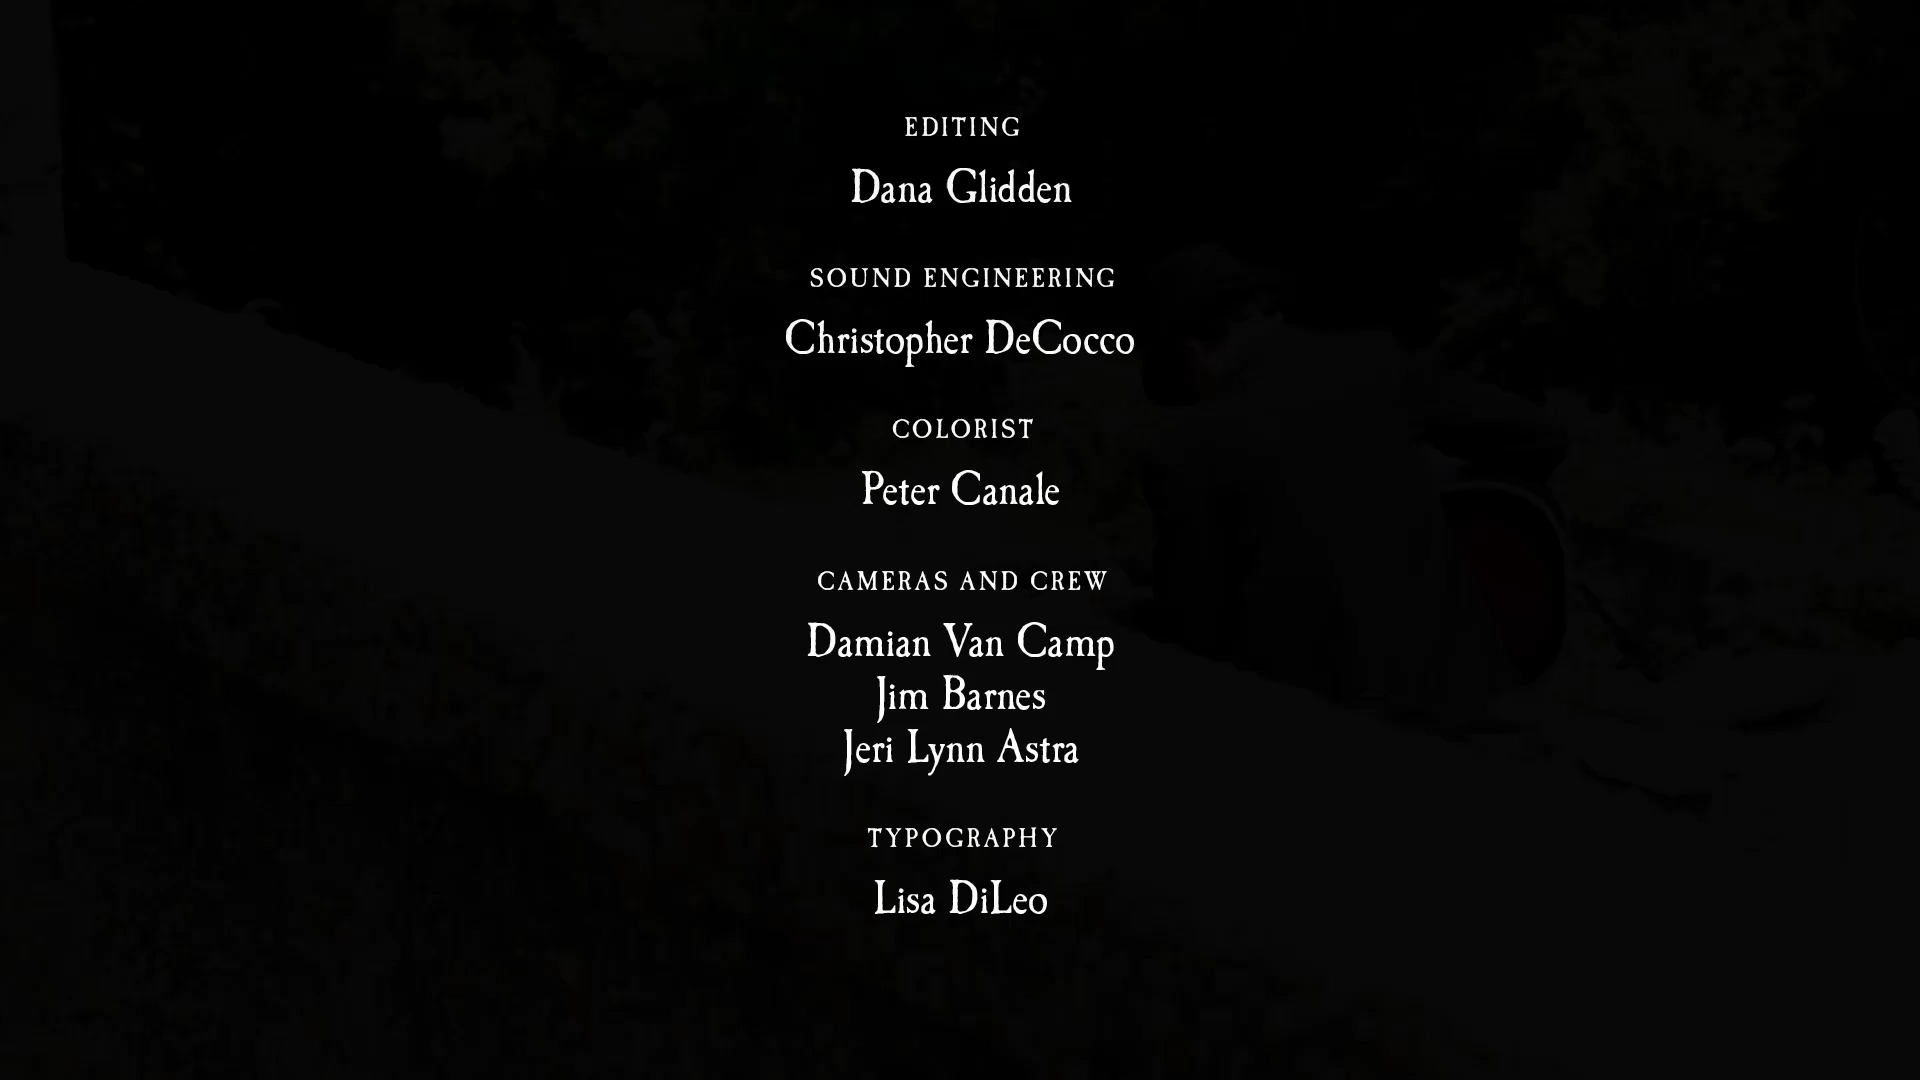 EDITING
Dana Glidden
SOUND ENGINEERING
Christopher DeCocco
COLORIST
Peter Canale
CAMERAS AND CREW
Damian Van Camp
Jim Barnes
Jeri Lynn Astra
TYPOGRAPHY
Lisa DiLeo